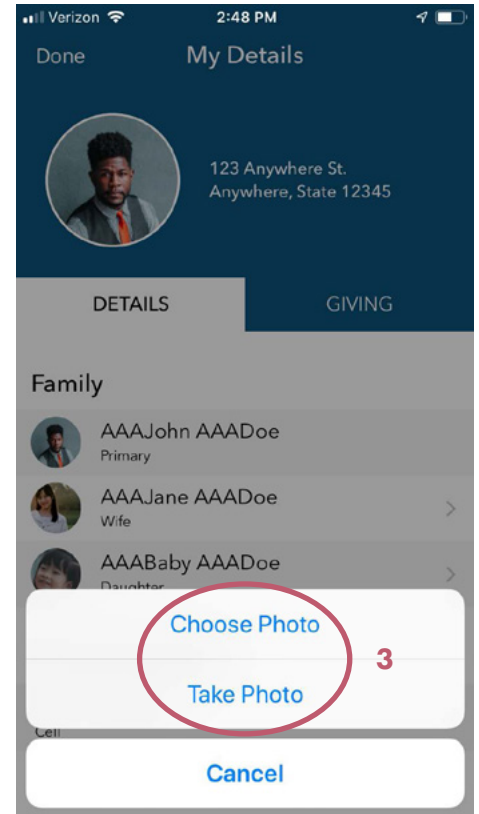 Verizon 2:48 PM
Done My Details
123 Anywhere St.
Anywhere, State 12345
DETAILS GIVING
Family
AAAJohn AAADoe
Primary
AAAJane AAADoe
Wife
AAABaby AAADoe
Daughter
Choose Photo
3
Take Photo
Cell
Cancel